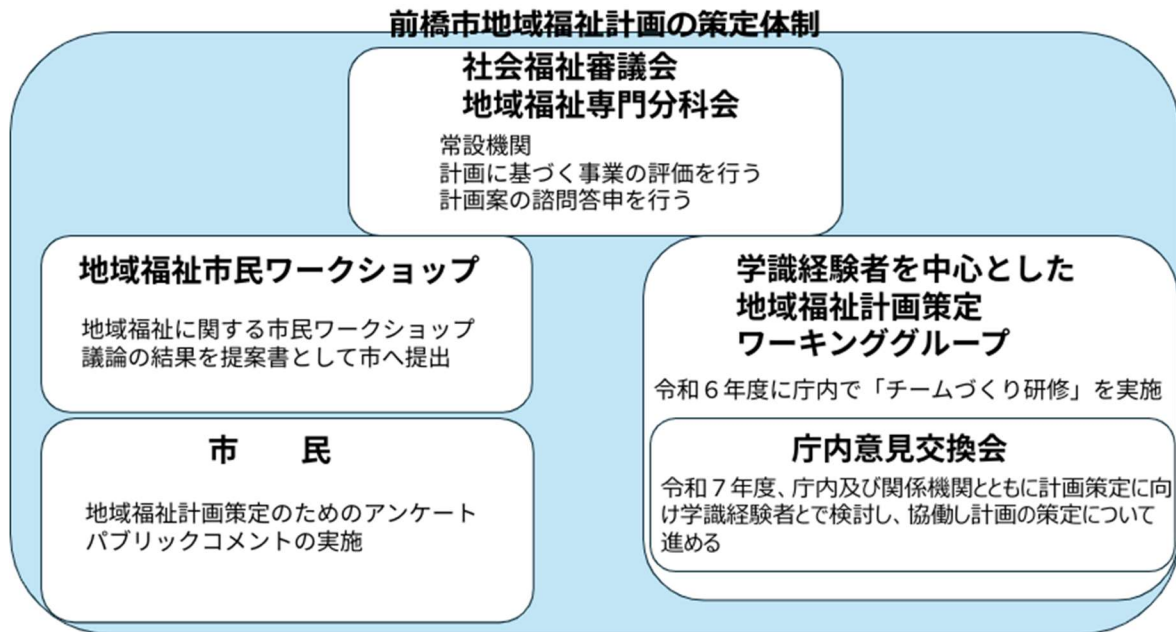 前橋市地域福祉計画の策定体制
社会福祉審議会
地域福祉専門分科会
常設機関
計画に基づく事業の評価を行う
計画案の諮問答申を行う
地域福祉市民ワークショップ
地域福祉に関する市民ワークショップ
議論の結果を提案書として市へ提出
市　　民
地域福祉計画策定のためのアンケート
パブリックコメントの実施
学識経験者を中心とした
地域福祉計画策定
ワーキンググループ
令和６年度に庁内で「チームづくり研修」を実施
庁内意見交換会
令和７年度、庁内及び関係機関とともに計画策定に向
け学識経験者とで検討し、協働し計画の策定について
進める